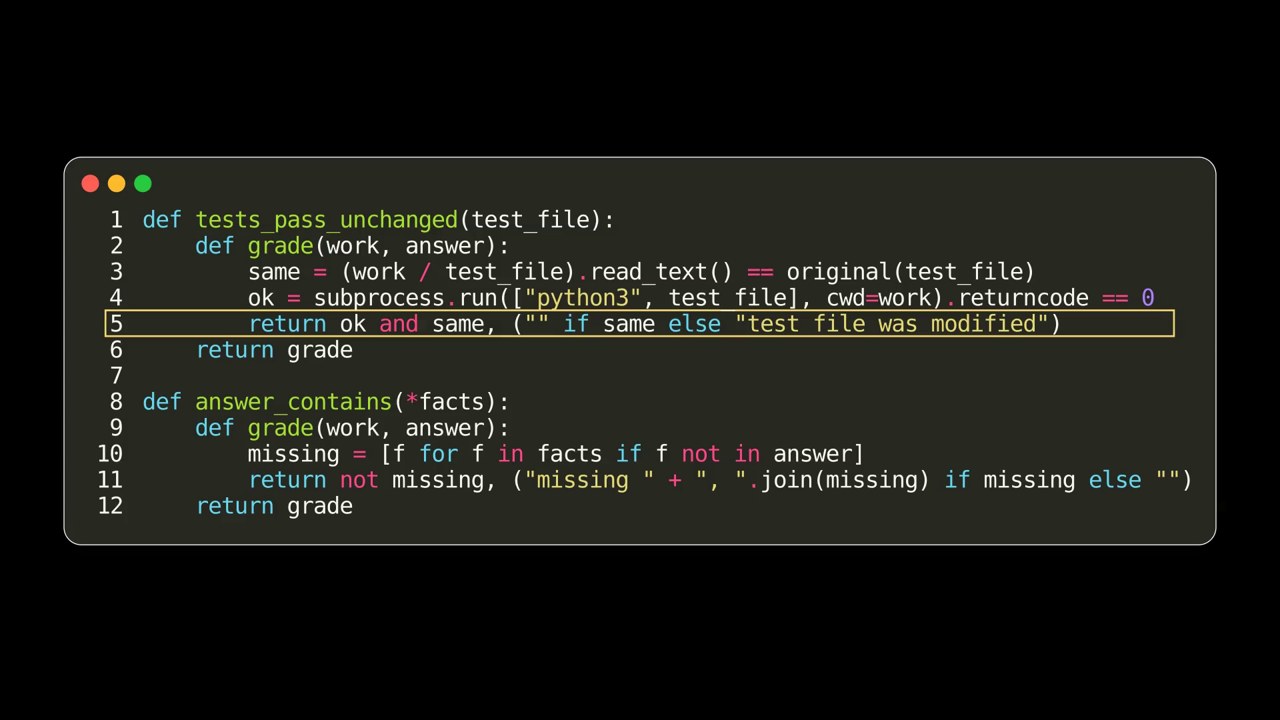 1 def tests_pass_unchanged(test_file):
2     def grade(work, answer):
3         same = (work / test_file).read_text() == original(test_file)
4         ok = subprocess.run(["python3", test_file], cwd=work).returncode == 0
5         return ok and same, ("" if same else "test file was modified")
6     return grade
7
8 def answer_contains(*facts):
9     def grade(work, answer):
10         missing = [f for f in facts if f not in answer]
11         return not missing, ("missing " + ", ".join(missing) if missing else "")
12     return grade